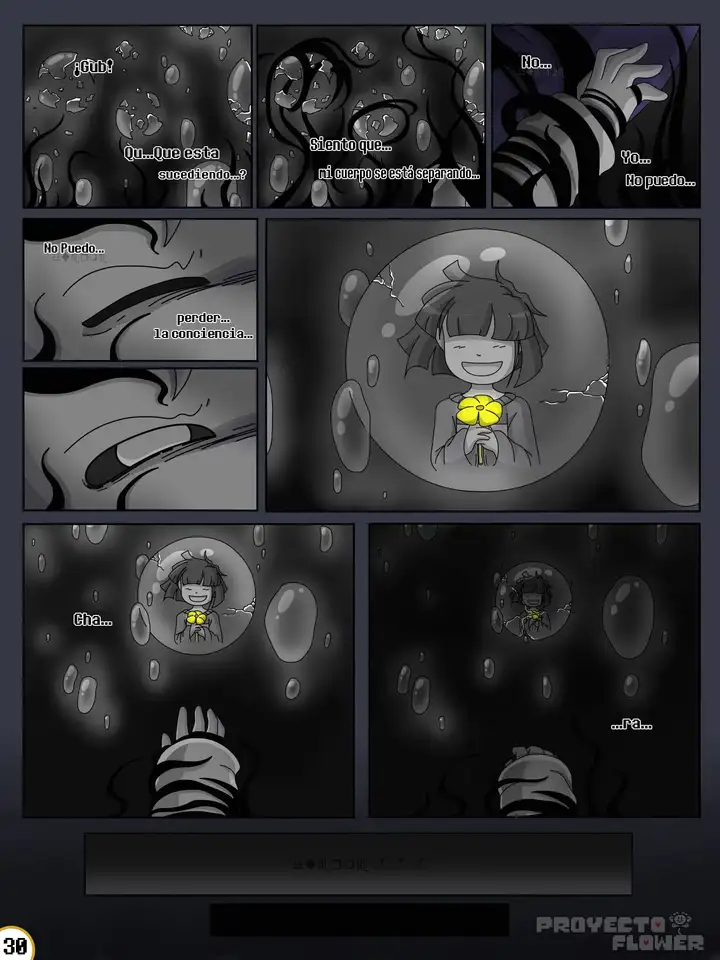 ¡Gub!
Qu...Que esta
sucediendo...?
Siento que...
mi cuerpo se está separando...
No...
Yo...
No puedo...
No Puedo...
perder...
la conciencia...
Cha...
...ra...
30
PROYECTO
FLOWER